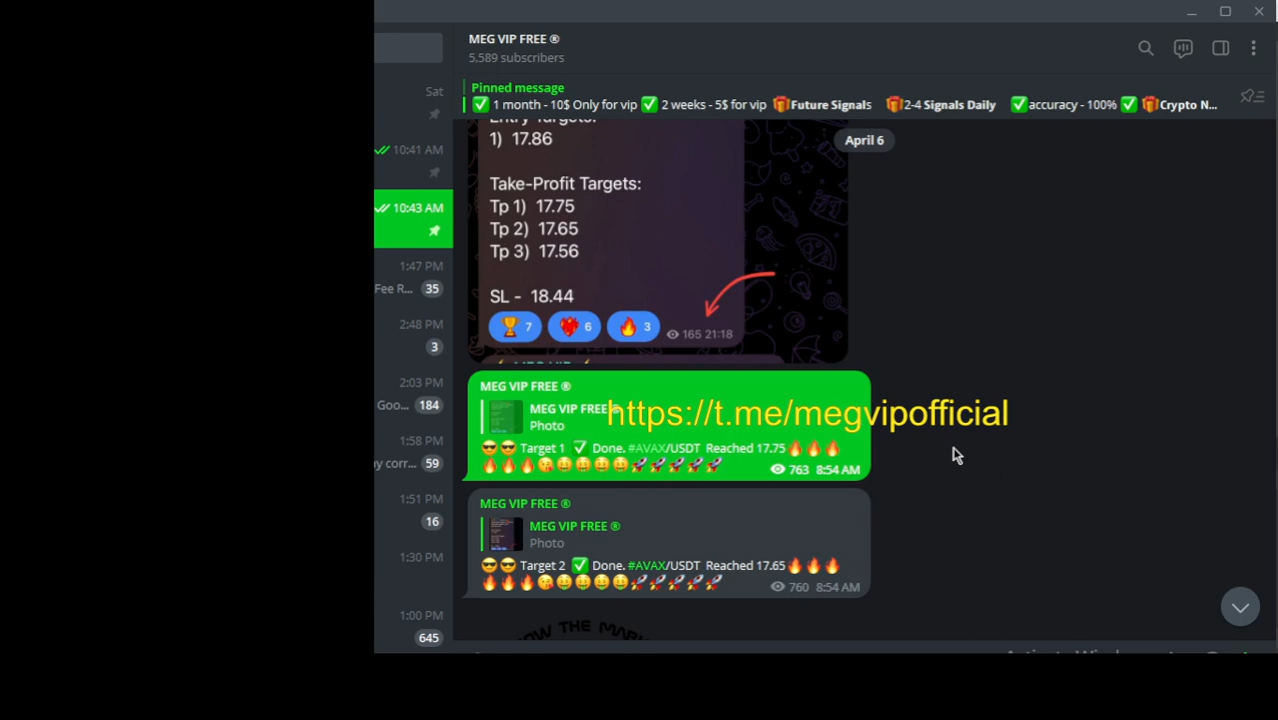 MEG VIP FREE ®
5,589 subscribers
Pinned message
✅ 1 month - 10$ Only for vip ✅ 2 weeks - 5$ for vip 🎁Future Signals 🎁2-4 Signals Daily ✅accuracy - 100% ✅ 🎁Crypto N...
Sat
10:41 AM
10:43 AM
1:47 PM
Fee R... 35
2:48 PM
3
2:03 PM
Goo... 184
1:58 PM
y corr... 59
1:51 PM
16
1:30 PM
1:00 PM
645
April 6
Entry Targets:
1) 17.86
Take-Profit Targets:
Tp 1) 17.75
Tp 2) 17.65
Tp 3) 17.56
SL - 18.44
🏆 7 ❤️‍🔥 6 🔥 3 165 21:18
MEG VIP FREE ®
MEG VIP FREE ®
https://t.me/megvipofficial
Photo
😎😎 Target 1 ✅ Done. #AVAX/USDT Reached 17.75🔥🔥🔥
🔥🔥🔥😘🤑🤑🤑🤑🚀🚀🚀🚀🚀 763 8:54 AM
MEG VIP FREE ®
MEG VIP FREE ®
Photo
😎😎 Target 2 ✅ Done. #AVAX/USDT Reached 17.65🔥🔥🔥
🔥🔥🔥😘🤑🤑🤑🤑🚀🚀🚀🚀🚀 760 8:54 AM
THE